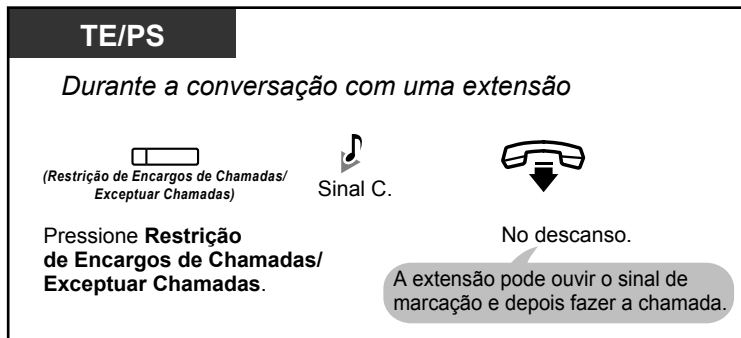 TE/PS
Durante a conversação com uma extensão
(Restrição de Encargos de Chamadas/
Exceptuar Chamadas)
Sinal C.
Pressione Restrição
de Encargos de Chamadas/
Exceptuar Chamadas.
No descanso.
A extensão pode ouvir o sinal de
marcação e depois fazer a chamada.